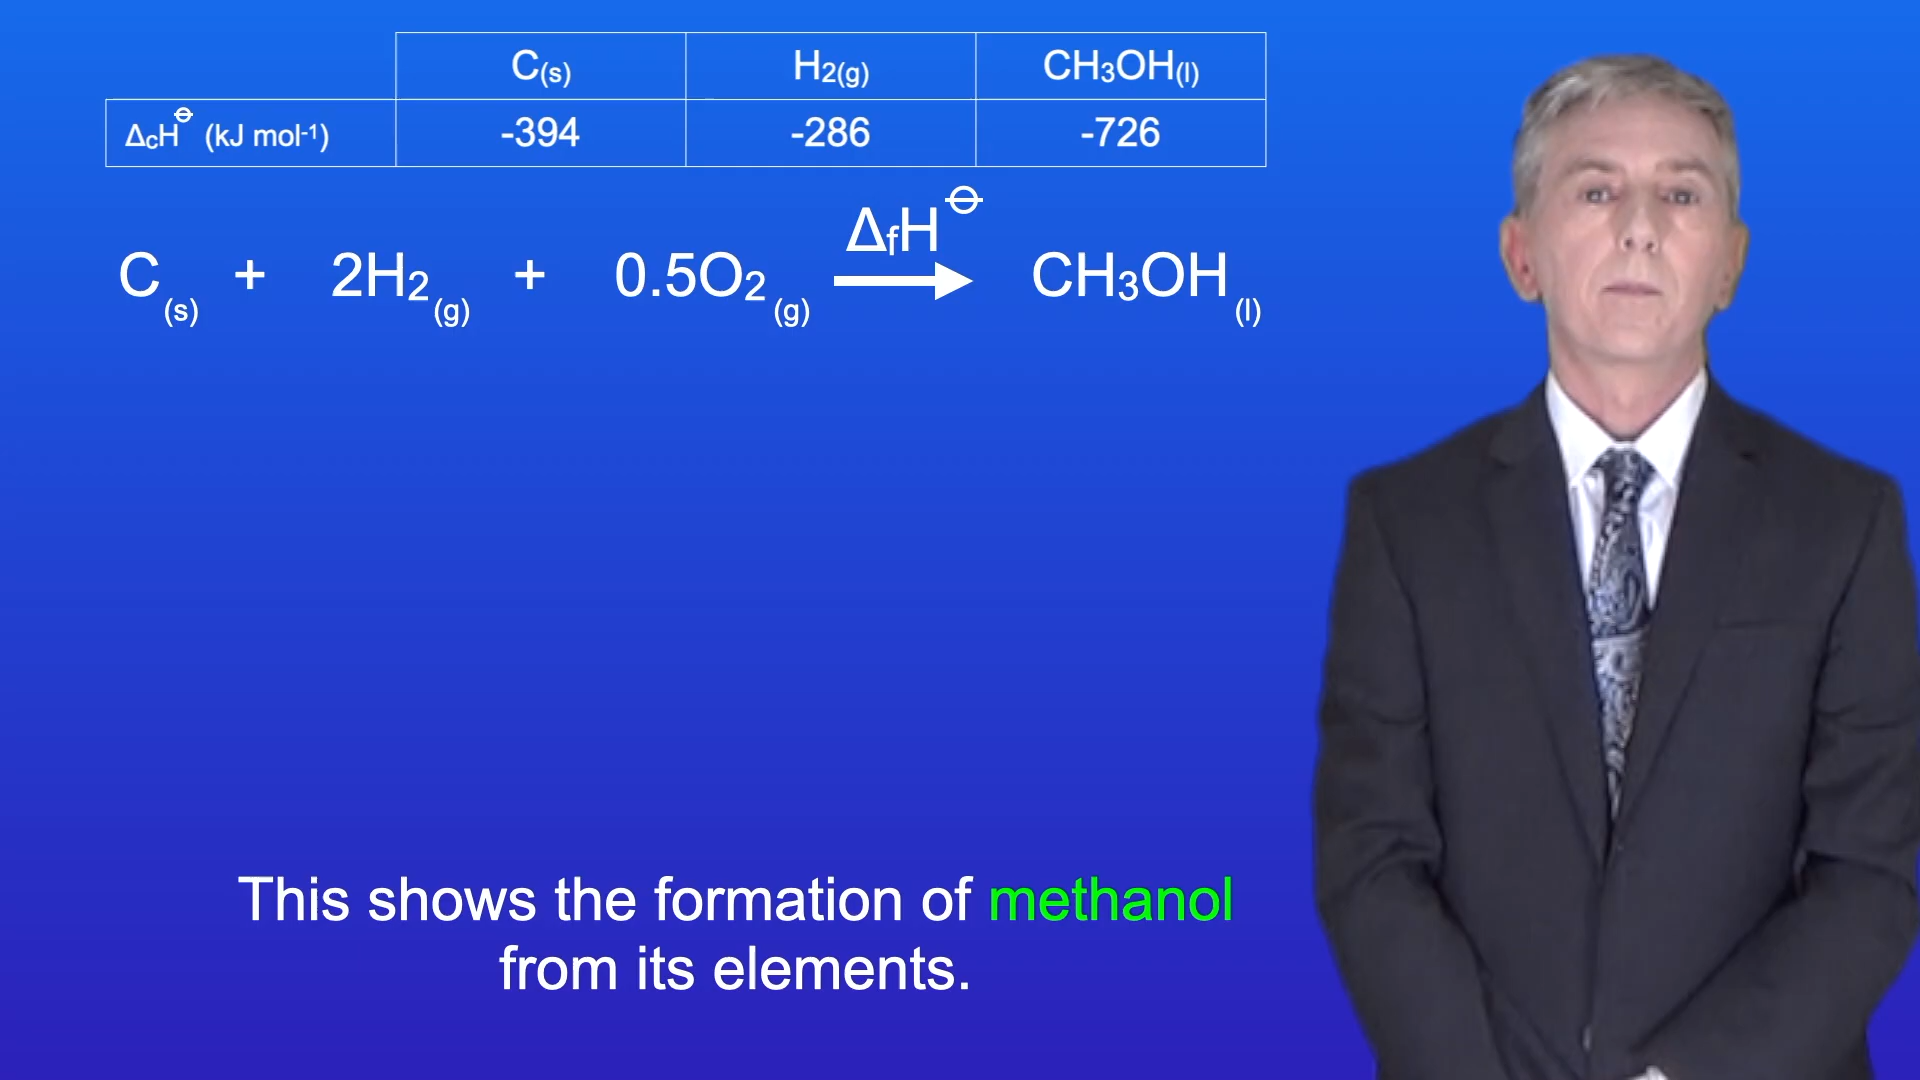 C(s) H2(g) CH3OH(l)
ΔcH⦵ (kJ mol-1) -394 -286 -726
ΔfH⦵
C(s) + 2H2(g) + 0.5O2(g) → CH3OH(l)
This shows the formation of methanol
from its elements.